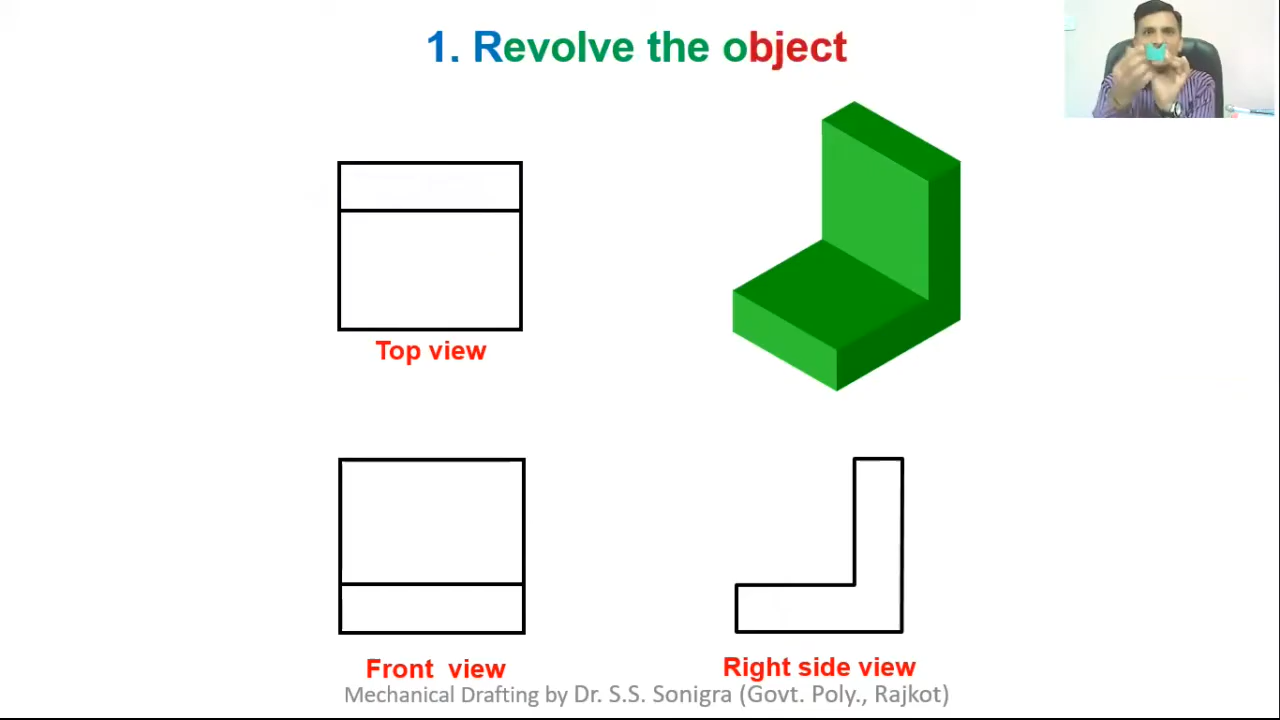 1. Revolve the object
Top view
Front view
Right side view
Mechanical Drafting by Dr. S.S. Sonigra (Govt. Poly., Rajkot)